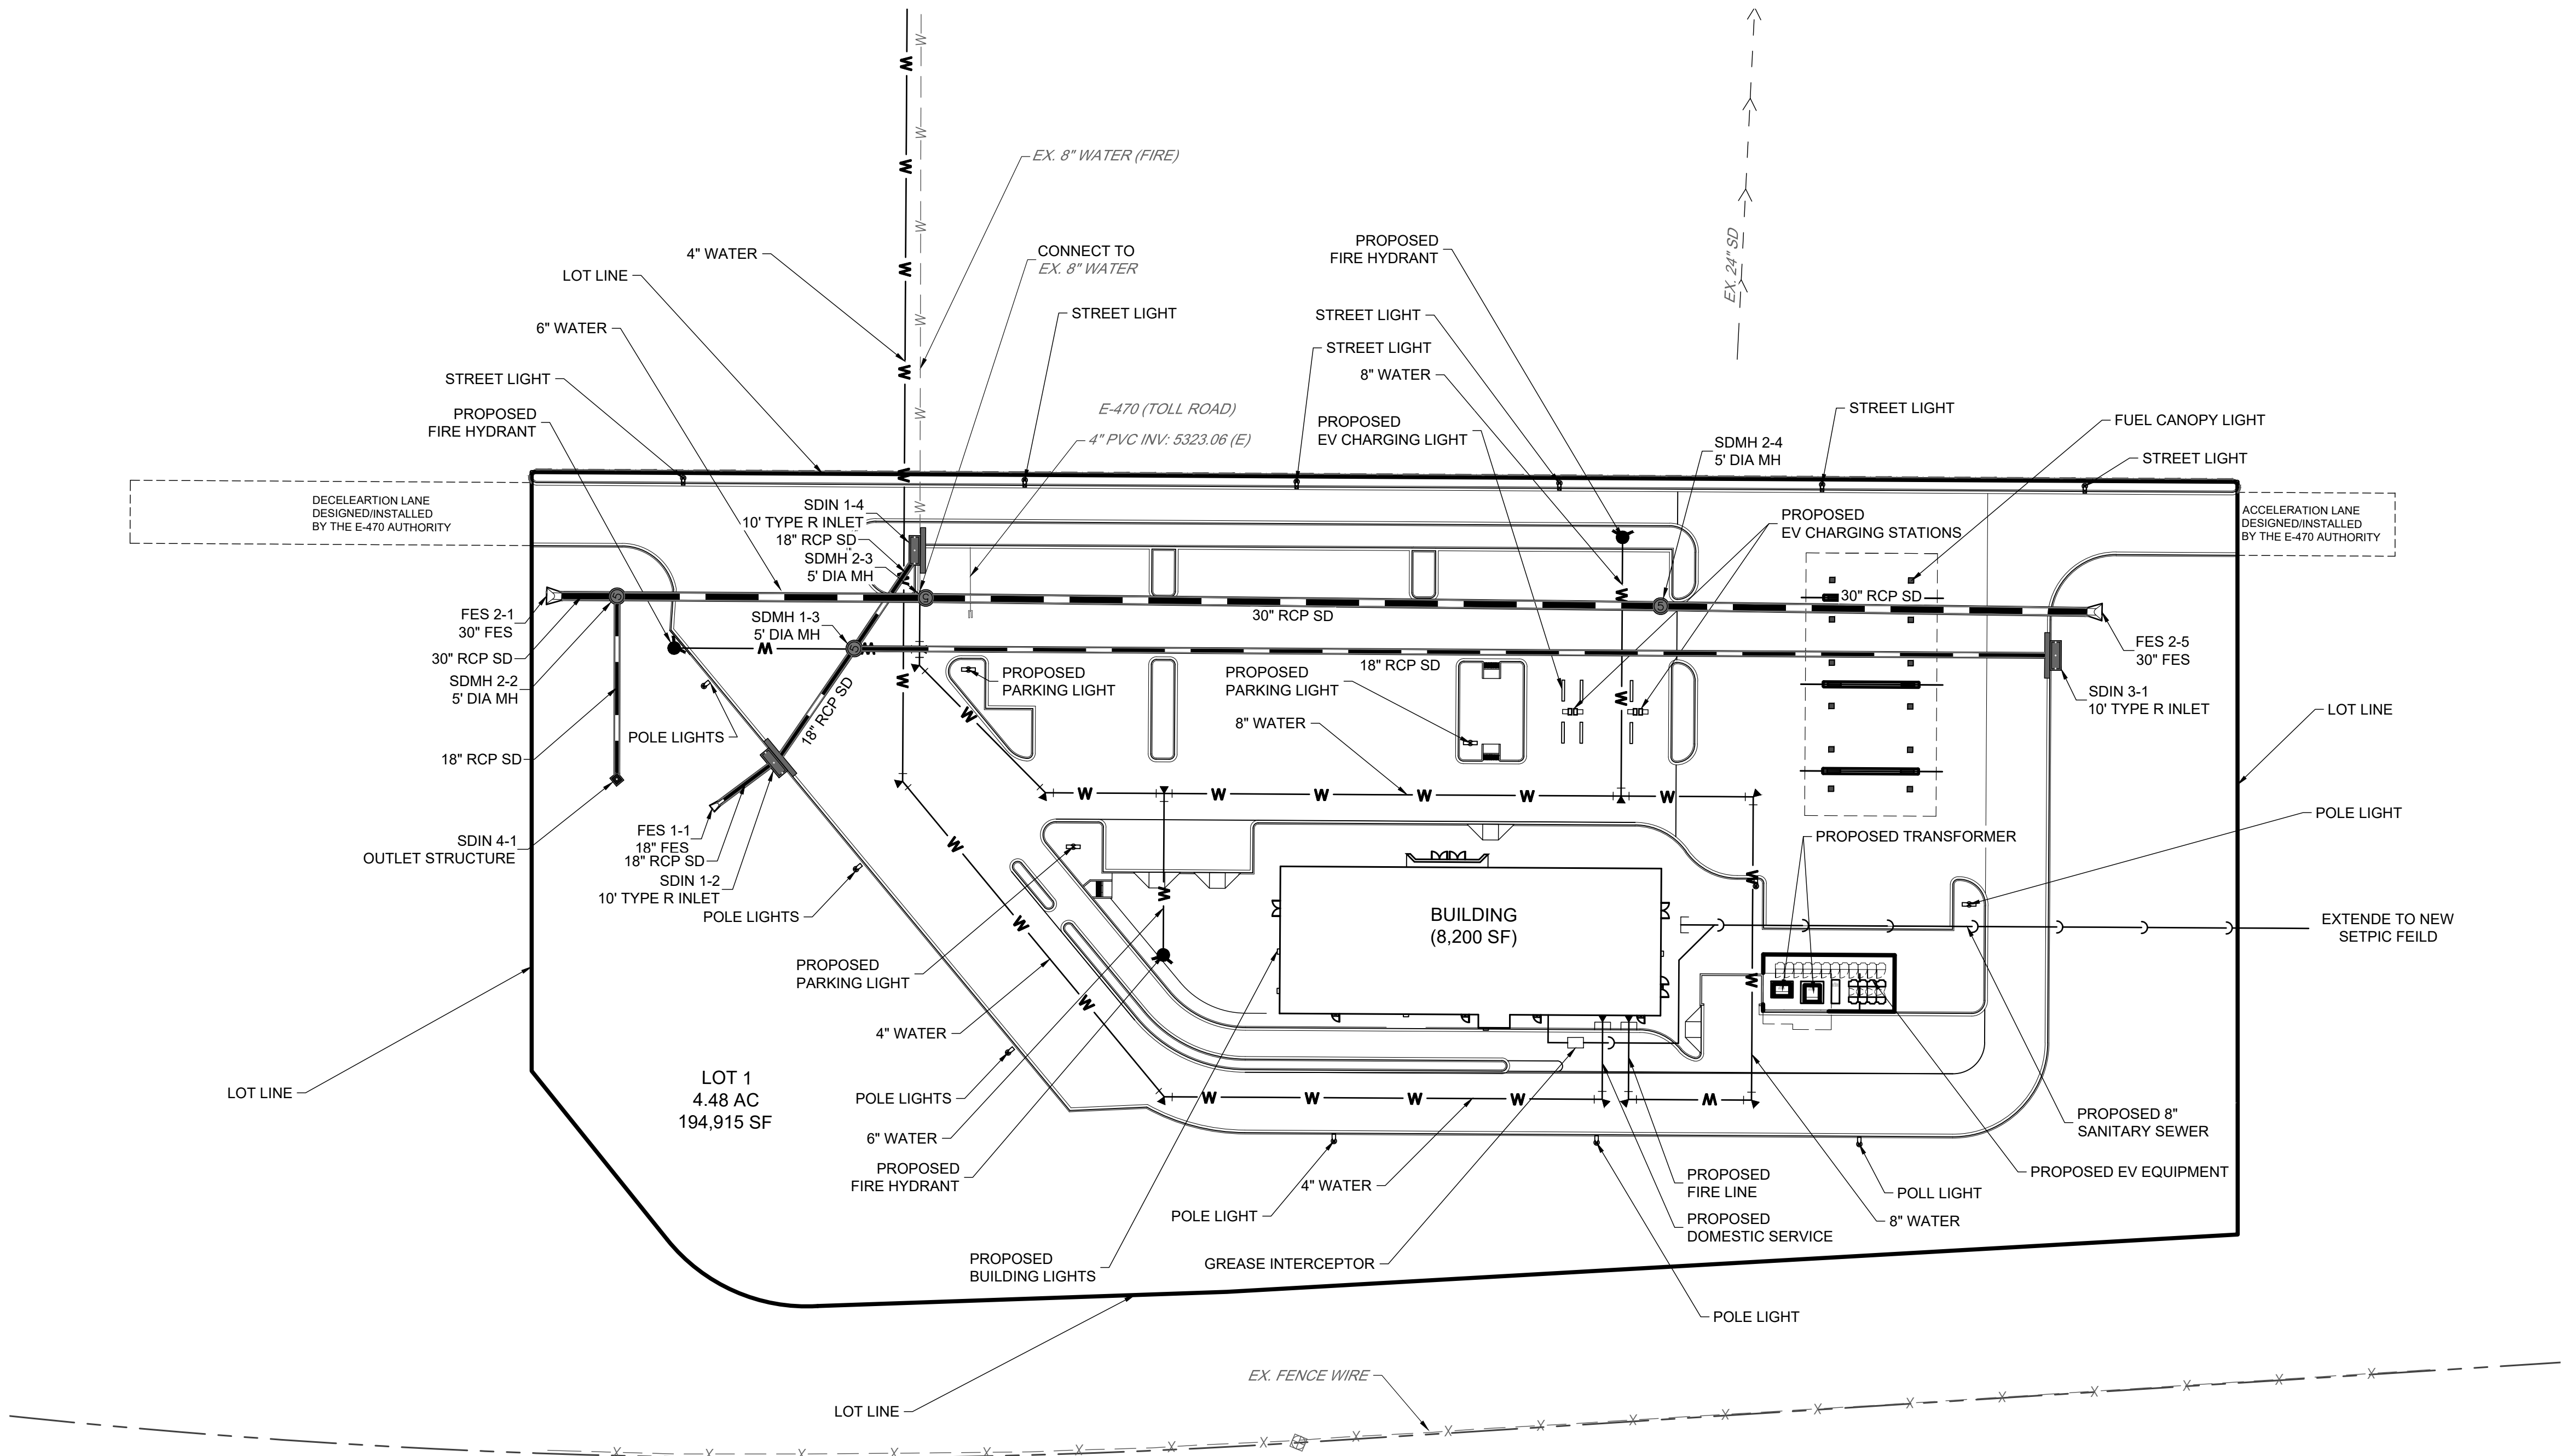 EX. 8" WATER (FIRE)
4" WATER
CONNECT TO
EX. 8" WATER
PROPOSED
FIRE HYDRANT
EX. 24" SD
LOT LINE
STREET LIGHT
STREET LIGHT
6" WATER
STREET LIGHT
8" WATER
STREET LIGHT
PROPOSED
FIRE HYDRANT
E-470 (TOLL ROAD)
4" PVC INV: 5323.06 (E)
PROPOSED
EV CHARGING LIGHT
STREET LIGHT
FUEL CANOPY LIGHT
SDMH 2-4
5' DIA MH
STREET LIGHT
DECELEARTION LANE
DESIGNED/INSTALLED
BY THE E-470 AUTHORITY
SDIN 1-4
10' TYPE R INLET
18" RCP SD
SDMH 2-3
5' DIA MH
PROPOSED
EV CHARGING STATIONS
ACCELERATION LANE
DESIGNED/INSTALLED
BY THE E-470 AUTHORITY
FES 2-1
30" FES
30" RCP SD
SDMH 2-2
5' DIA MH
SDMH 1-3
5' DIA MH
30" RCP SD
30" RCP SD
FES 2-5
30" FES
18" RCP SD
18" RCP SD
PROPOSED
PARKING LIGHT
PROPOSED
PARKING LIGHT
SDIN 3-1
10' TYPE R INLET
LOT LINE
POLE LIGHTS
8" WATER
18" RCP SD
SDIN 4-1
OUTLET STRUCTURE
FES 1-1
18" FES
18" RCP SD
SDIN 1-2
10' TYPE R INLET
POLE LIGHTS
PROPOSED TRANSFORMER
POLE LIGHT
BUILDING
(8,200 SF)
EXTENDE TO NEW
SETPIC FEILD
PROPOSED
PARKING LIGHT
4" WATER
LOT LINE
LOT 1
4.48 AC
194,915 SF
POLE LIGHTS
6" WATER
PROPOSED
FIRE HYDRANT
PROPOSED 8"
SANITARY SEWER
PROPOSED EV EQUIPMENT
4" WATER
PROPOSED
FIRE LINE
POLL LIGHT
POLE LIGHT
PROPOSED
DOMESTIC SERVICE
8" WATER
PROPOSED
BUILDING LIGHTS
GREASE INTERCEPTOR
POLE LIGHT
EX. FENCE WIRE
LOT LINE